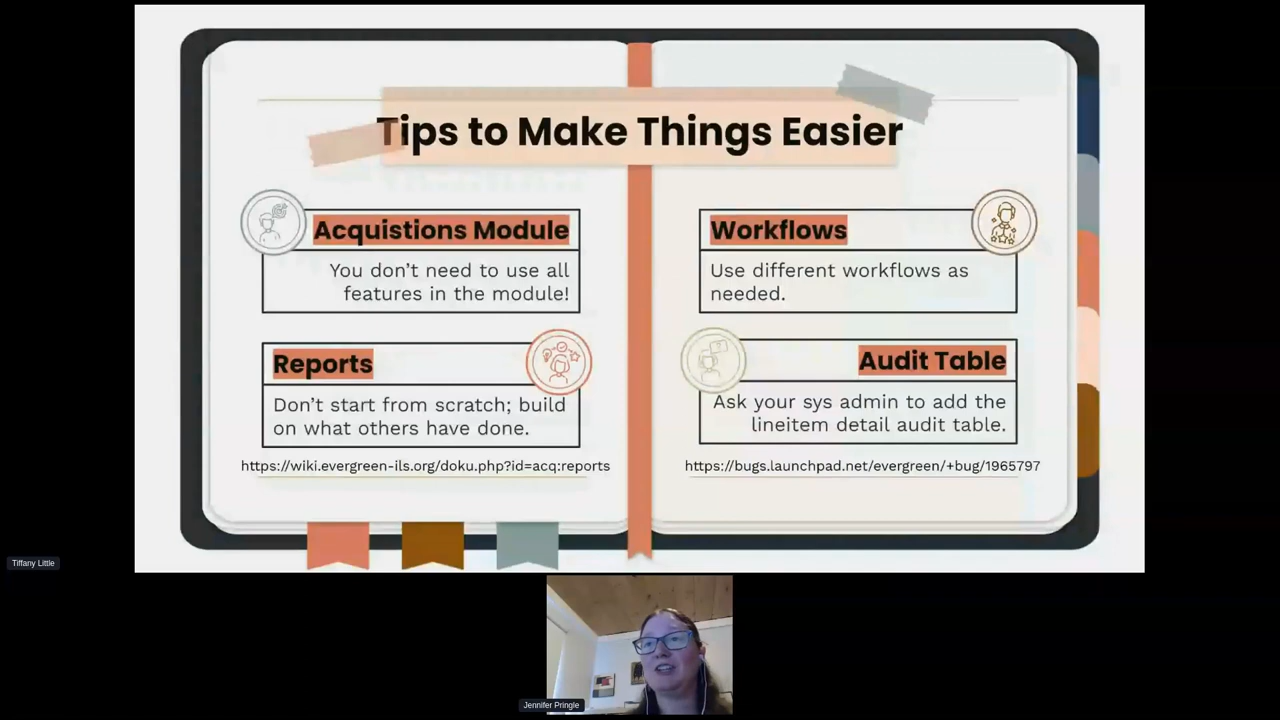 Tips to Make Things Easier
Acquistions Module
You don't need to use all
features in the module!
Workflows
Use different workflows as
needed.
Reports
Don't start from scratch; build
on what others have done.
https://wiki.evergreen-ils.org/doku.php?id=acq:reports
Audit Table
Ask your sys admin to add the
lineitem detail audit table.
https://bugs.launchpad.net/evergreen/+bug/1965797
Tiffany Little
Jennifer Pringle